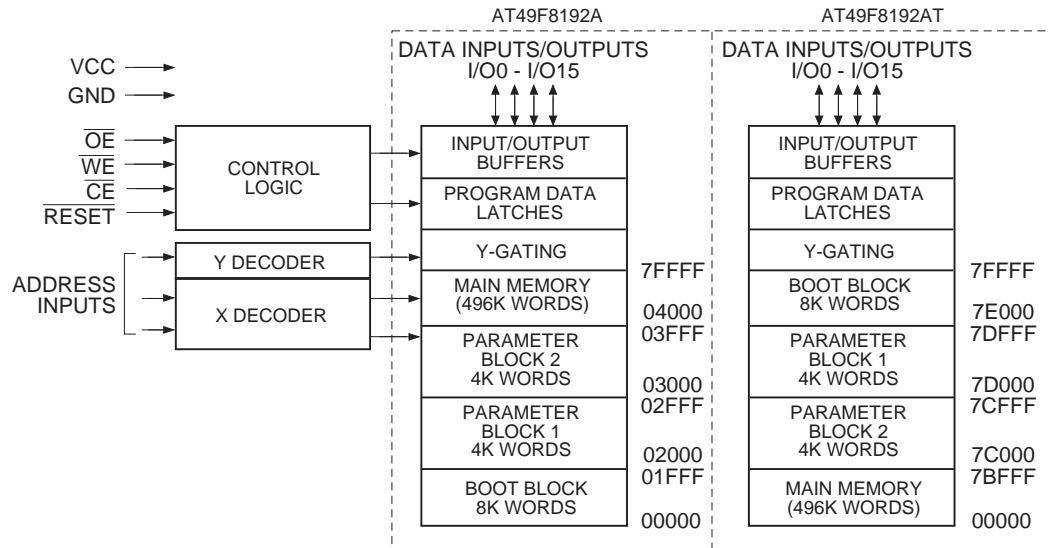 AT49F8192A
AT49F8192AT
DATA INPUTS/OUTPUTS
I/O0 - I/O15
DATA INPUTS/OUTPUTS
I/O0 - I/O15
VCC
GND
OE
WE
CE
RESET
CONTROL
LOGIC
ADDRESS
INPUTS
Y DECODER
X DECODER
INPUT/OUTPUT
BUFFERS
PROGRAM DATA
LATCHES
Y-GATING
7FFFF
MAIN MEMORY
(496K WORDS)
04000
03FFF
PARAMETER
BLOCK 2
4K WORDS
03000
02FFF
PARAMETER
BLOCK 1
4K WORDS
02000
01FFF
BOOT BLOCK
8K WORDS
00000
INPUT/OUTPUT
BUFFERS
PROGRAM DATA
LATCHES
Y-GATING
7FFFF
BOOT BLOCK
8K WORDS
7E000
7DFFF
PARAMETER
BLOCK 1
4K WORDS
7D000
7CFFF
PARAMETER
BLOCK 2
4K WORDS
7C000
7BFFF
MAIN MEMORY
(496K WORDS)
00000